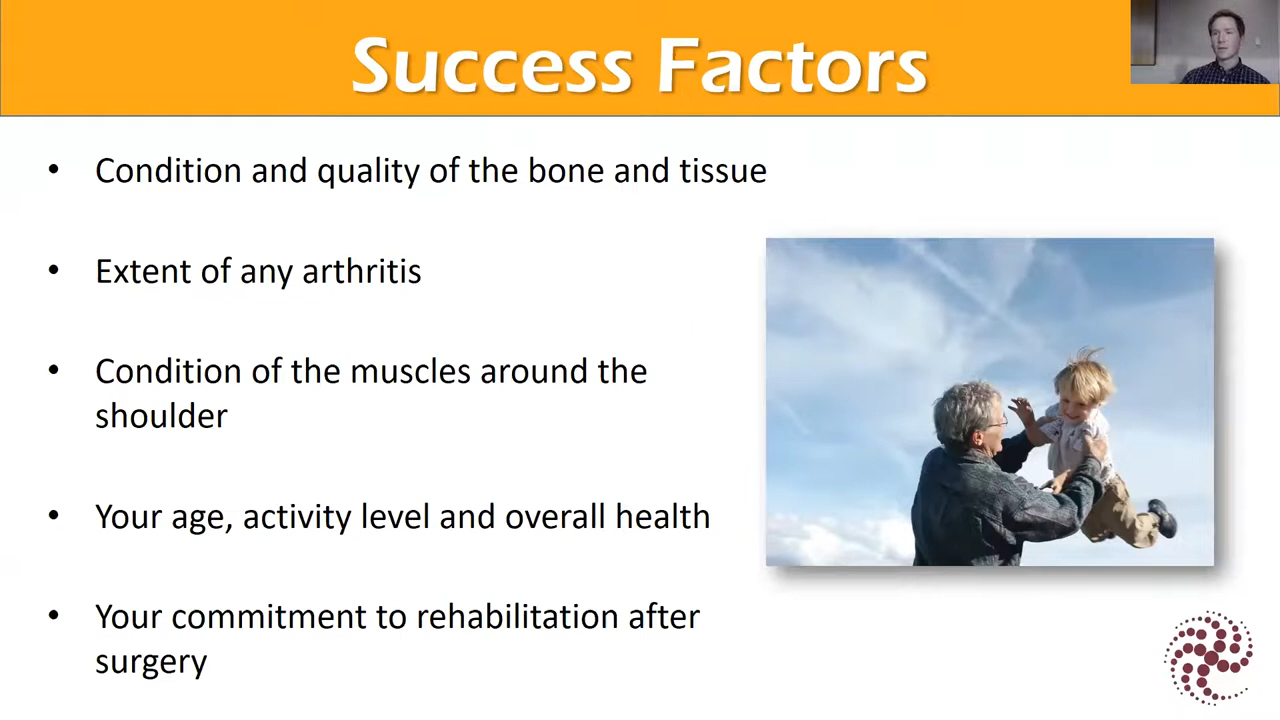 Success Factors
• Condition and quality of the bone and tissue
• Extent of any arthritis
• Condition of the muscles around the
shoulder
• Your age, activity level and overall health
• Your commitment to rehabilitation after
surgery